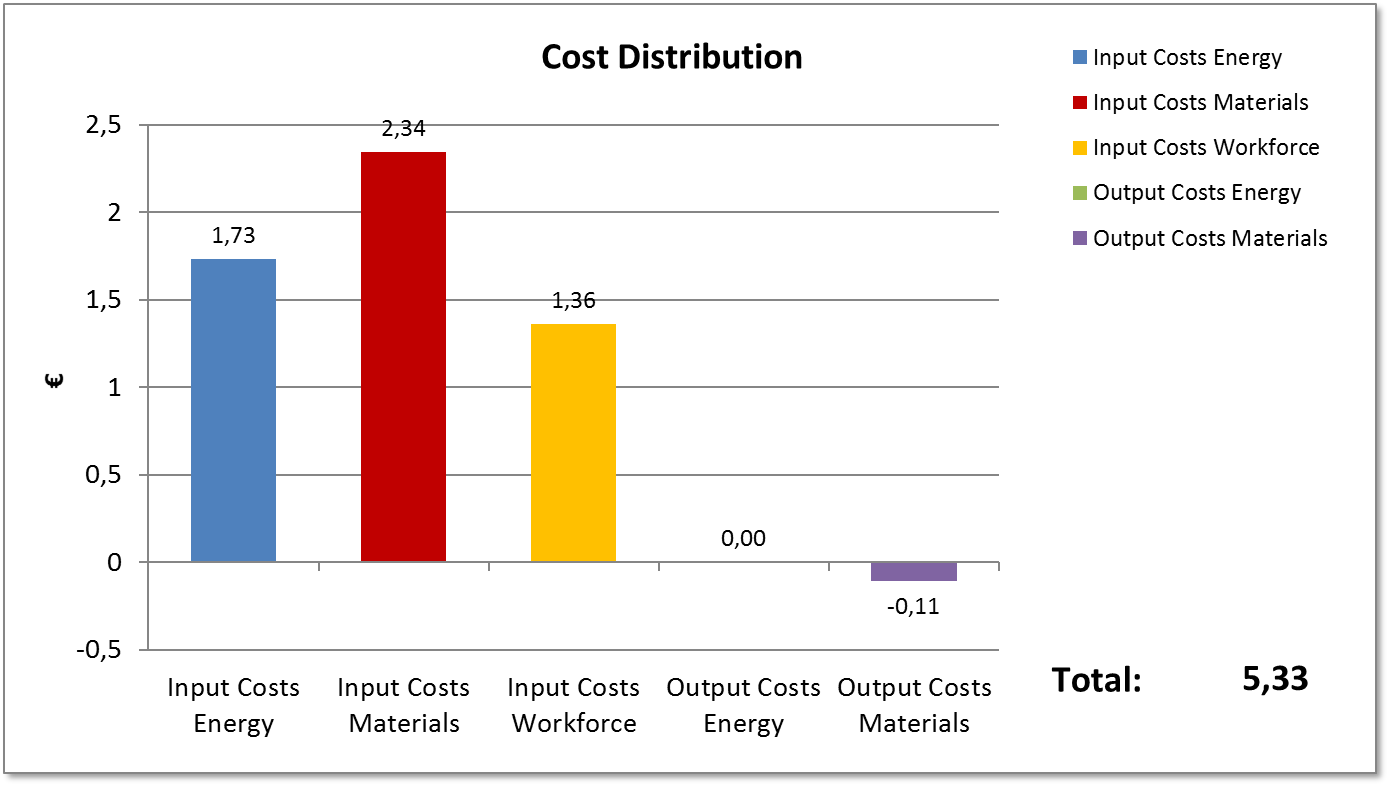 Cost Distribution
Input Costs Energy
Input Costs Materials
Input Costs Workforce
Output Costs Energy
Output Costs Materials
2,5
2
1,5
1
0,5
0
-0,5
€
1,73
2,34
1,36
0,00
-0,11
Input Costs
Energy
Input Costs
Materials
Input Costs
Workforce
Output Costs
Energy
Output Costs
Materials
Total: 5,33